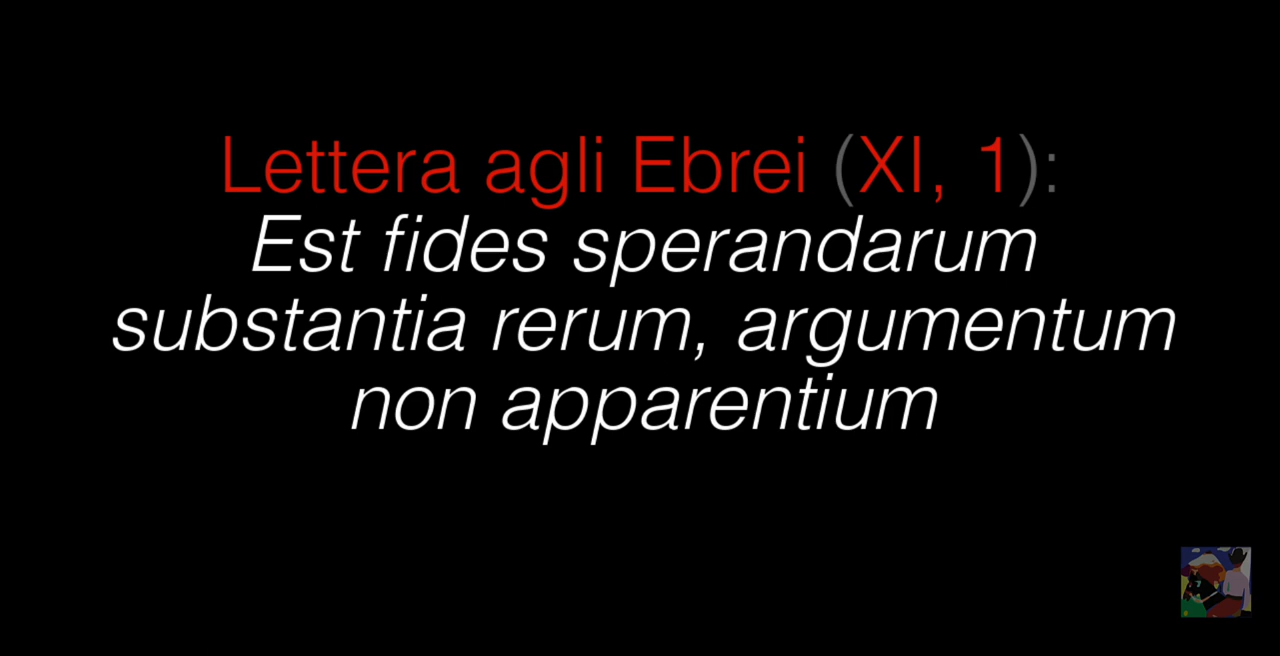 Lettera agli Ebrei (XI, 1):
Est fides sperandarum
substantia rerum, argumentum
non apparentium